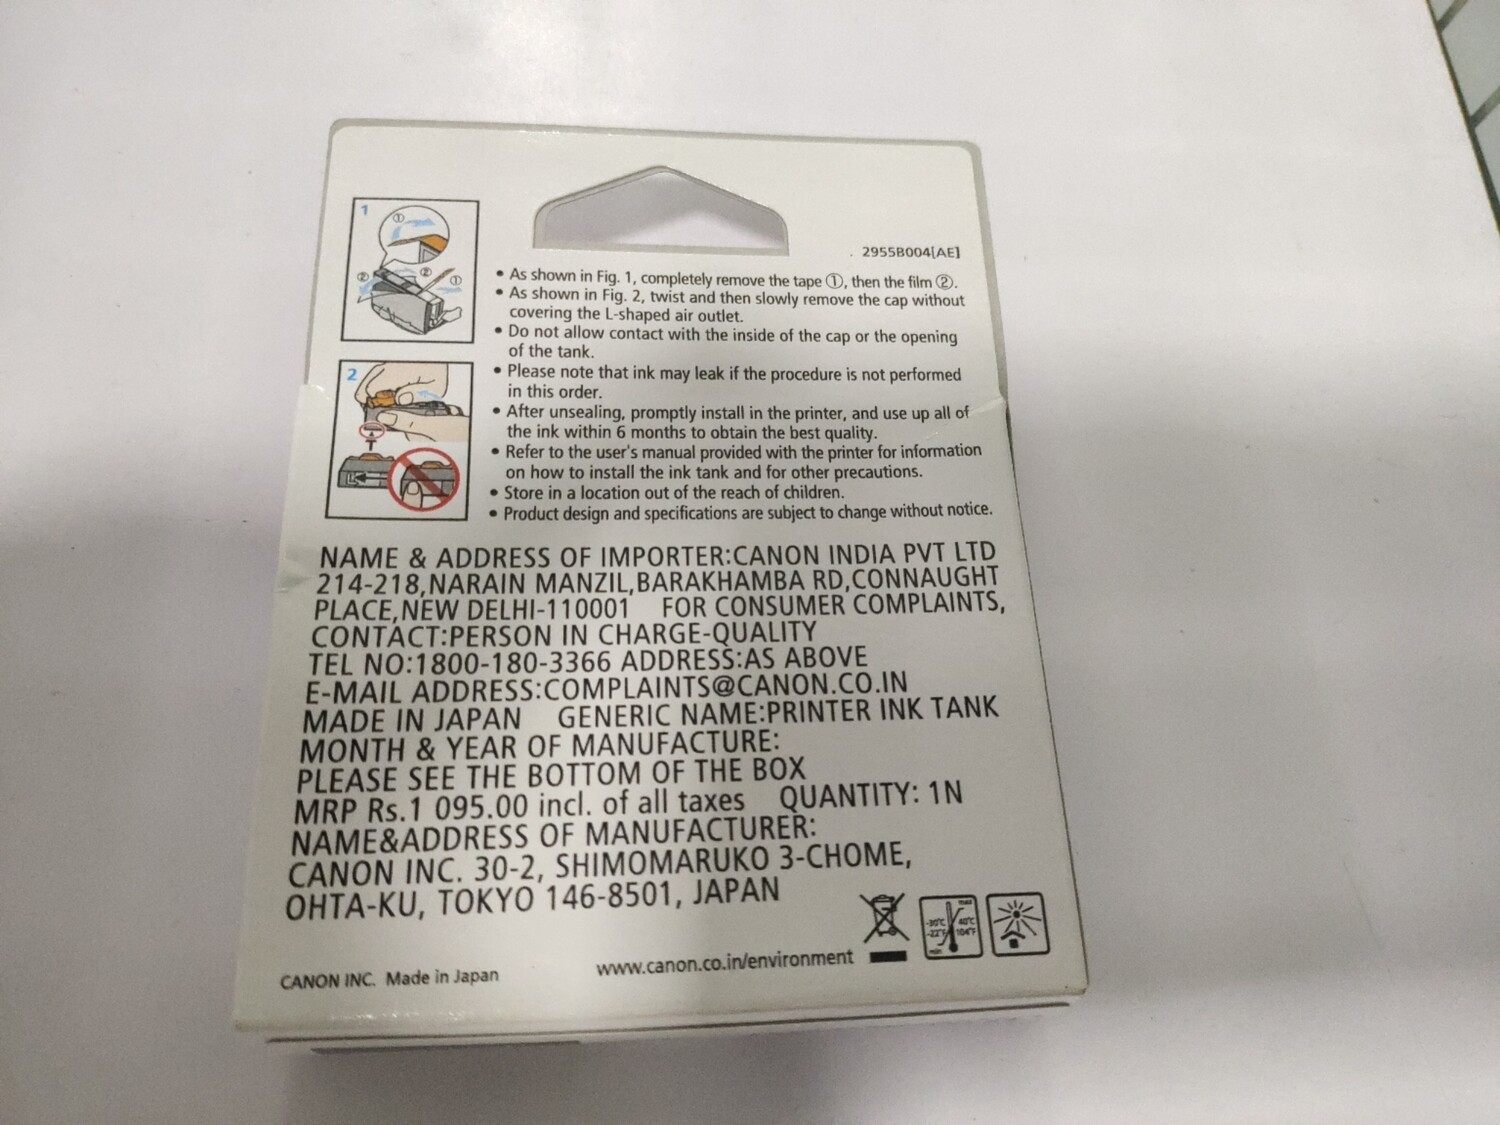 2955B004[AE]
1
①
②
②
①
2
• As shown in Fig. 1, completely remove the tape ①, then the film ②.
• As shown in Fig. 2, twist and then slowly remove the cap without
covering the L-shaped air outlet.
• Do not allow contact with the inside of the cap or the opening
of the tank.
• Please note that ink may leak if the procedure is not performed
in this order.
• After unsealing, promptly install in the printer, and use up all of
the ink within 6 months to obtain the best quality.
• Refer to the user's manual provided with the printer for information
on how to install the ink tank and for other precautions.
• Store in a location out of the reach of children.
• Product design and specifications are subject to change without notice.
NAME & ADDRESS OF IMPORTER:CANON INDIA PVT LTD
214-218,NARAIN MANZIL,BARAKHAMBA RD,CONNAUGHT
PLACE,NEW DELHI-110001 FOR CONSUMER COMPLAINTS,
CONTACT:PERSON IN CHARGE-QUALITY
TEL NO:1800-180-3366 ADDRESS:AS ABOVE
E-MAIL ADDRESS:COMPLAINTS@CANON.CO.IN
MADE IN JAPAN GENERIC NAME:PRINTER INK TANK
MONTH & YEAR OF MANUFACTURE:
PLEASE SEE THE BOTTOM OF THE BOX
MRP Rs.1 095.00 incl. of all taxes QUANTITY: 1N
NAME&ADDRESS OF MANUFACTURER:
CANON INC. 30-2, SHIMOMARUKO 3-CHOME,
OHTA-KU, TOKYO 146-8501, JAPAN
max
-30°C 40°C
-22°F 104°F
min
CANON INC. Made in Japan
www.canon.co.in/environment